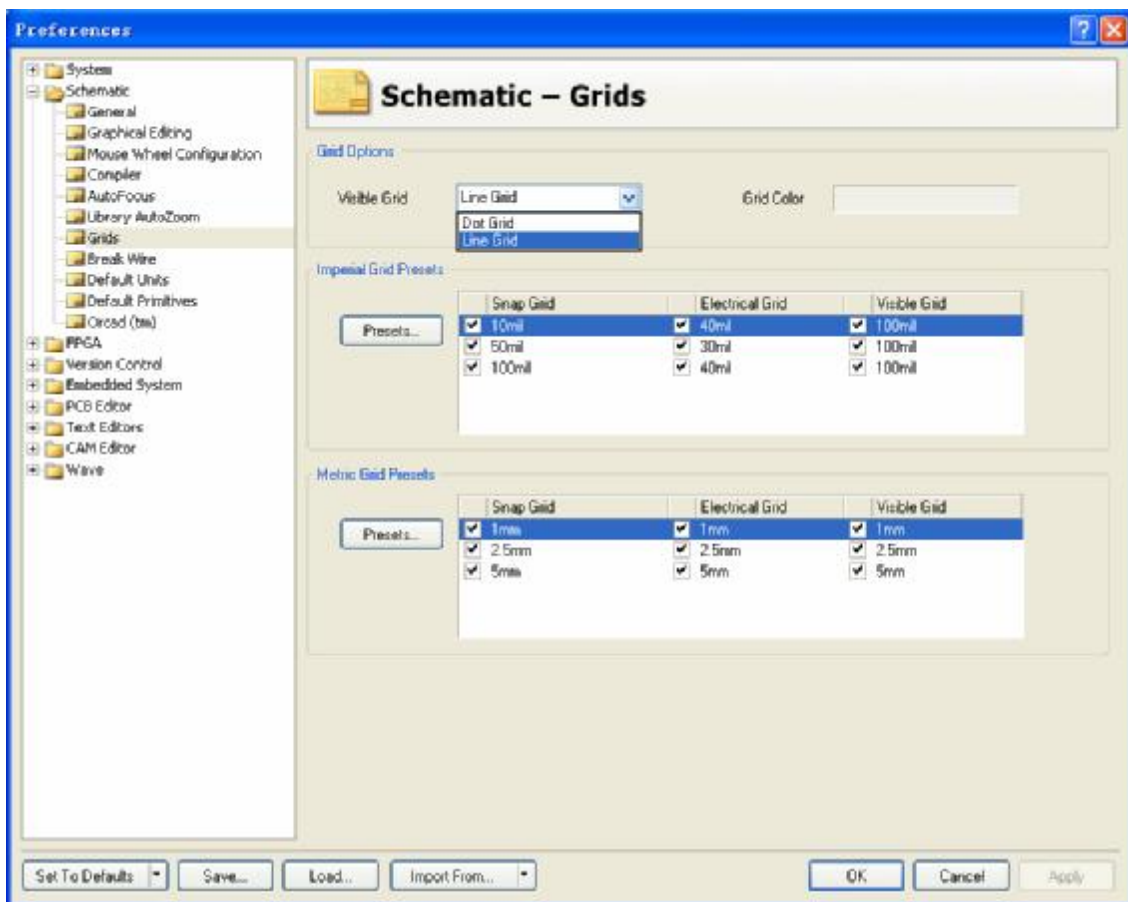 Preferences
System
Schematic
General
Graphical Editing
Mouse Wheel Configuration
Compiler
AutoFocus
Library AutoZoom
Grids
Break Wire
Default Units
Default Primitives
Orcad (tm)
FPGA
Version Control
Embedded System
PCB Editor
Text Editors
CAM Editor
Wave
Schematic – Grids
Grid Options
Visible Grid
Line Grid
Grid Color
Dot Grid
Line Grid
Imperial Grid Presets
Presets...
Snap Grid Electrical Grid Visible Grid
10mil 40mil 100mil
50mil 30mil 100mil
100mil 40mil 100mil
Metric Grid Presets
Presets...
Snap Grid Electrical Grid Visible Grid
1mm 1mm 1mm
2.5mm 2.5mm 2.5mm
5mm 5mm 5mm
Set To Defaults Save... Load... Import From... OK Cancel Apply